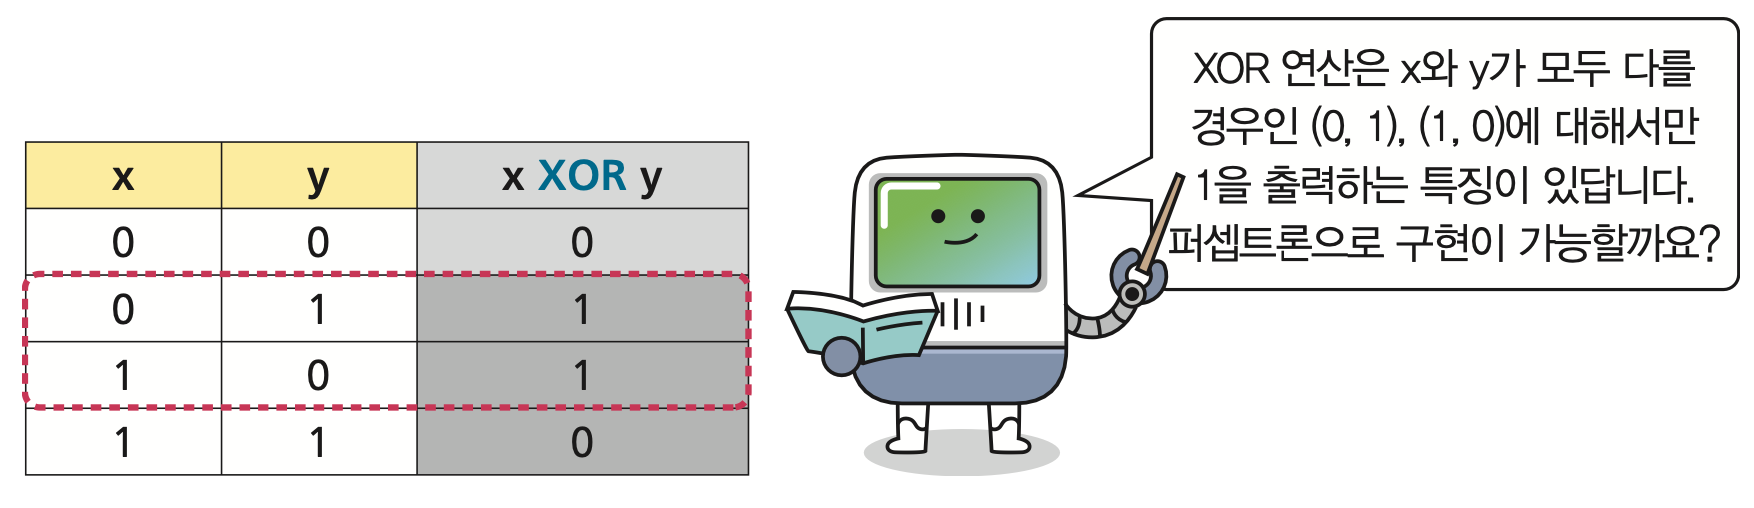 x y x XOR y
0 0 0
0 1 1
1 0 1
1 1 0
XOR 연산은 x와 y가 모두 다를
경우인 (0, 1), (1, 0)에 대해서만
1을 출력하는 특징이 있답니다.
퍼셉트론으로 구현이 가능할까요?